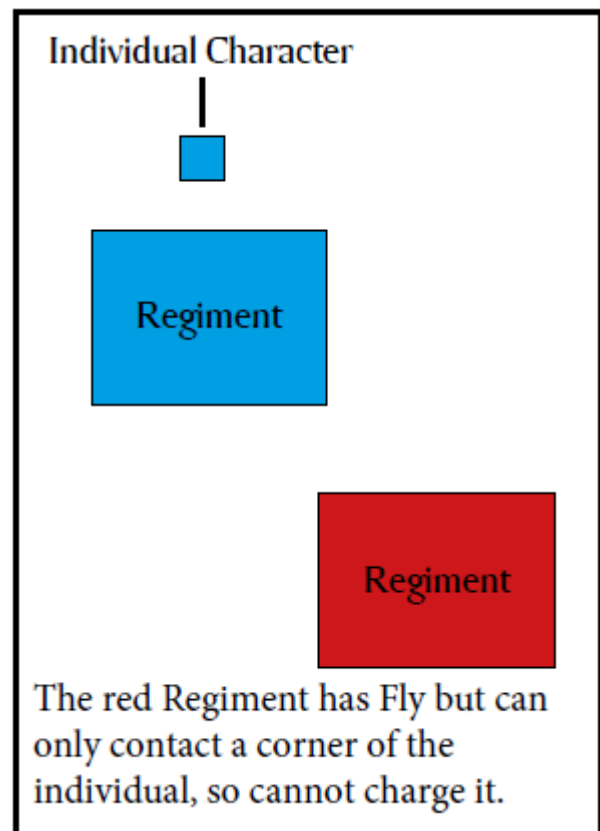 Individual Character
Regiment
Regiment
The red Regiment has Fly but can
only contact a corner of the
individual, so cannot charge it.